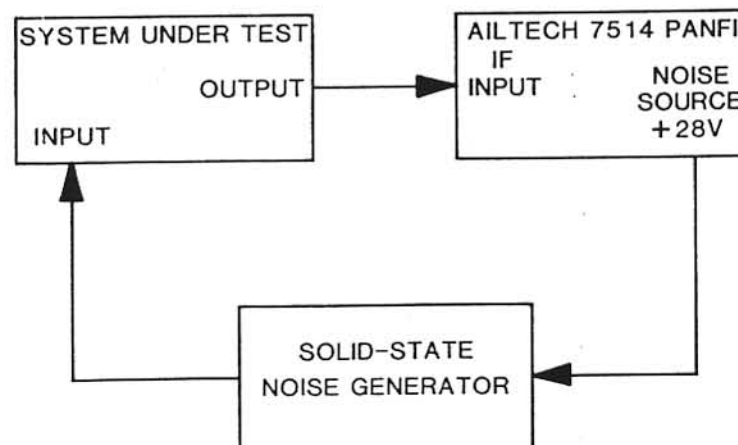 SYSTEM UNDER TEST
OUTPUT
INPUT
AILTECH 7514 PANFI
IF
INPUT
NOISE
SOURCE
+28V
SOLID-STATE
NOISE GENERATOR